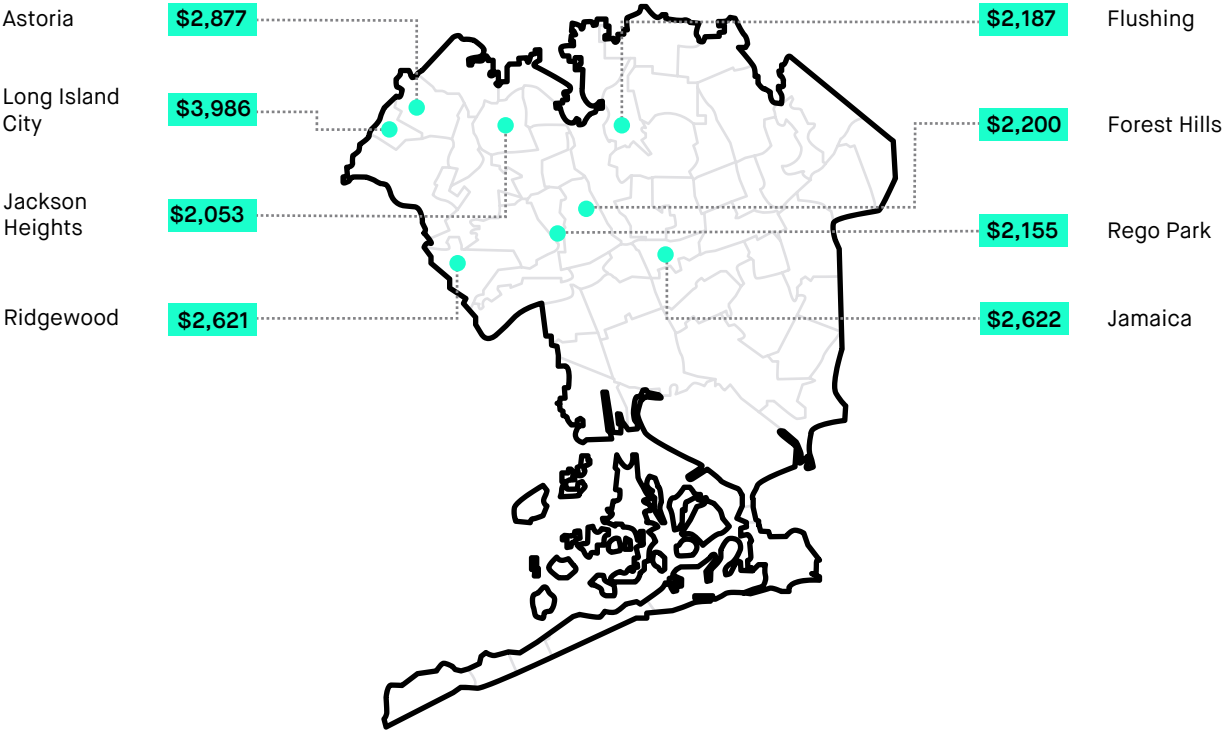 Astoria
$2,877
Long Island
City
$3,986
Jackson
Heights
$2,053
Ridgewood
$2,621
$2,187
Flushing
$2,200
Forest Hills
$2,155
Rego Park
$2,622
Jamaica